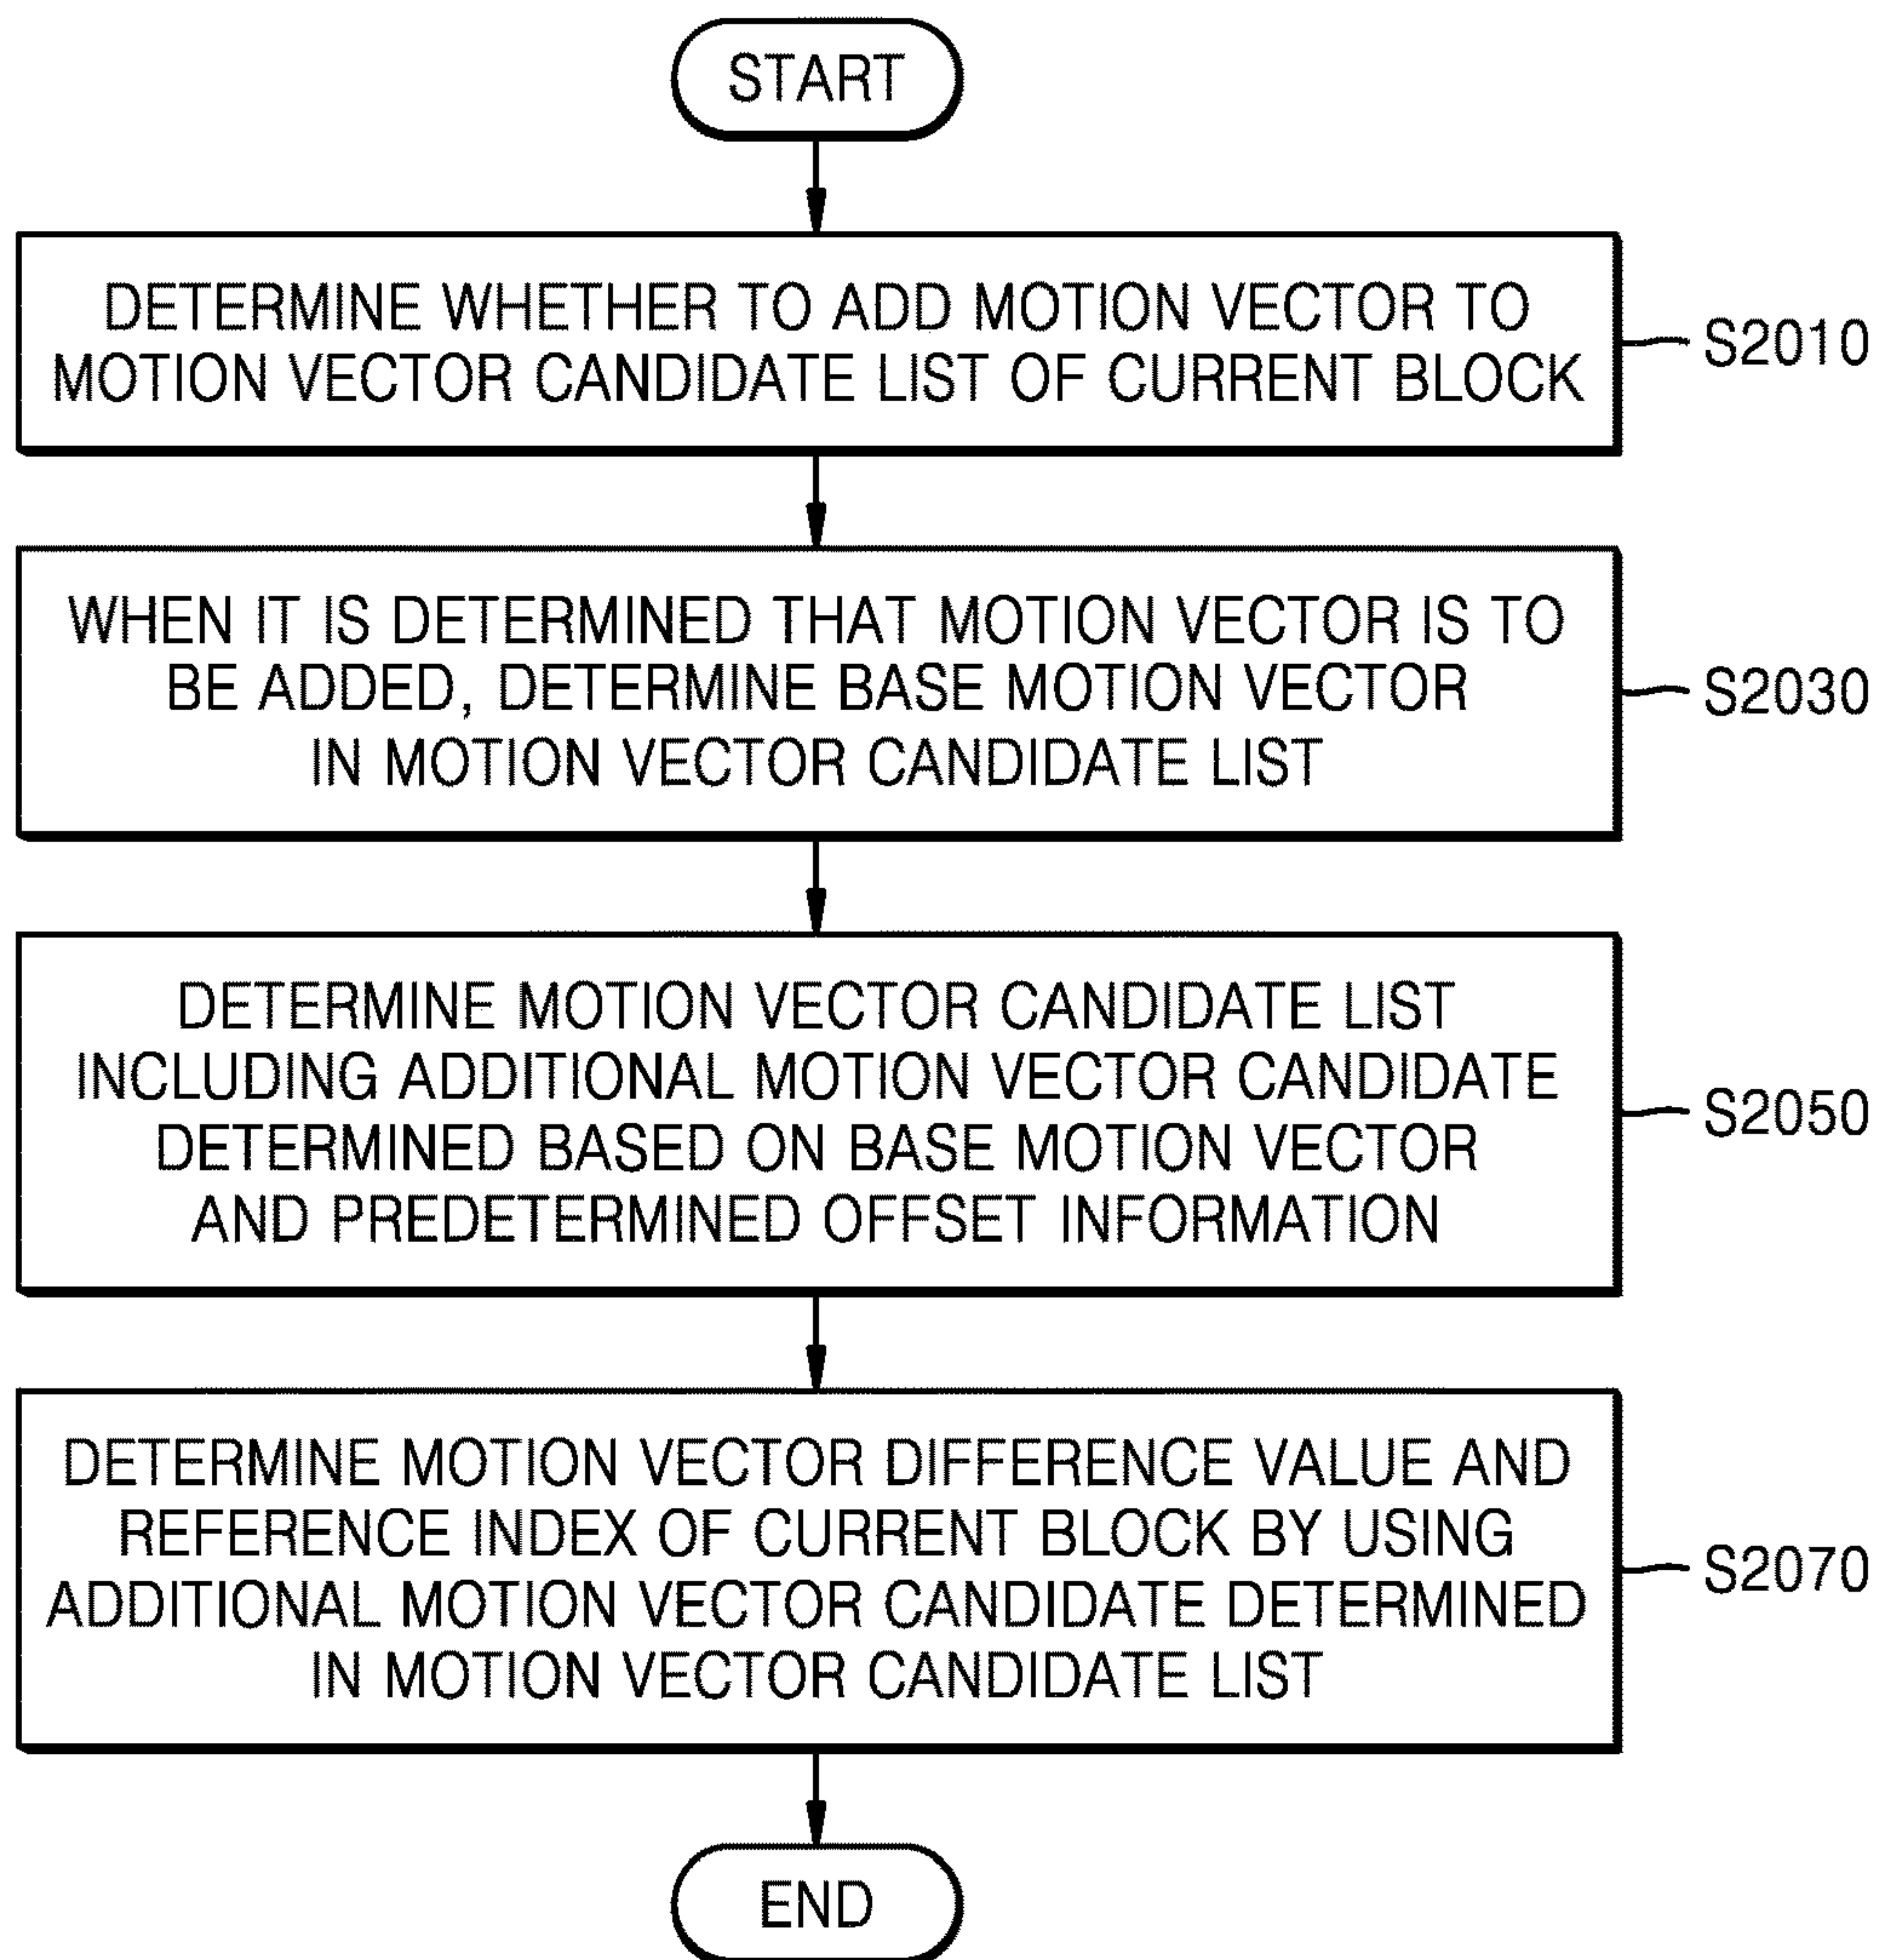 START
DETERMINE WHETHER TO ADD MOTION VECTOR TO
MOTION VECTOR CANDIDATE LIST OF CURRENT BLOCK
S2010
WHEN IT IS DETERMINED THAT MOTION VECTOR IS TO
BE ADDED, DETERMINE BASE MOTION VECTOR
IN MOTION VECTOR CANDIDATE LIST
S2030
DETERMINE MOTION VECTOR CANDIDATE LIST
INCLUDING ADDITIONAL MOTION VECTOR CANDIDATE
DETERMINED BASED ON BASE MOTION VECTOR
AND PREDETERMINED OFFSET INFORMATION
S2050
DETERMINE MOTION VECTOR DIFFERENCE VALUE AND
REFERENCE INDEX OF CURRENT BLOCK BY USING
ADDITIONAL MOTION VECTOR CANDIDATE DETERMINED
IN MOTION VECTOR CANDIDATE LIST
S2070
END